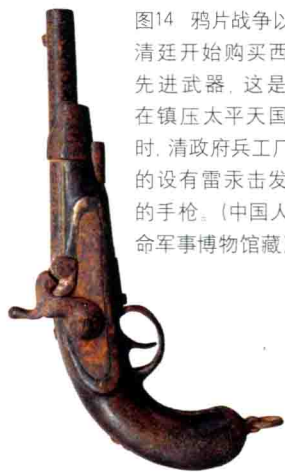 图14 鸦片战争以
清廷开始购买西
先进武器，这是
在镇压太平天国
时，清政府兵工厂
的设有雷汞击发
的手枪。(中国人
命军事博物馆藏